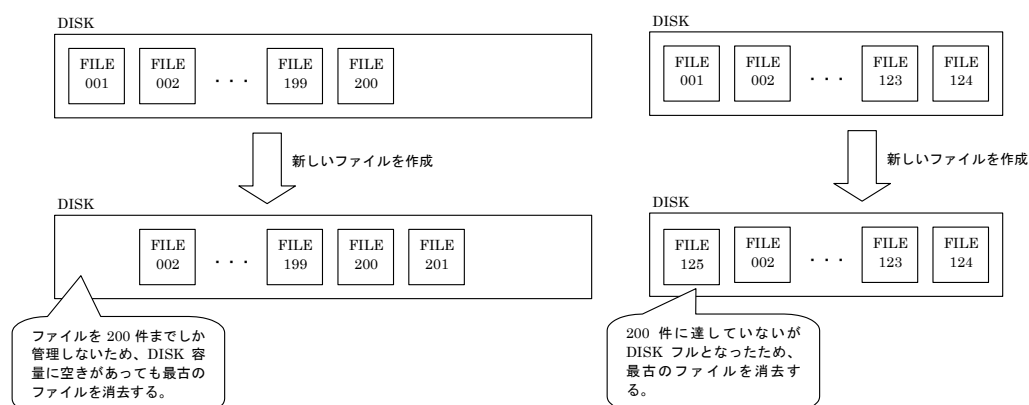 DISK
FILE
001
FILE
002
・・・
FILE
199
FILE
200
新しいファイルを作成
DISK
FILE
002
・・・
FILE
199
FILE
200
FILE
201
ファイルを 200 件までしか
管理しないため、DISK 容
量に空きがあっても最古の
ファイルを消去する。
DISK
FILE
001
FILE
002
・・・
FILE
123
FILE
124
新しいファイルを作成
DISK
FILE
125
FILE
002
・・・
FILE
123
FILE
124
200 件に達していないが
DISK フルとなったため、
最古のファイルを消去す
る。